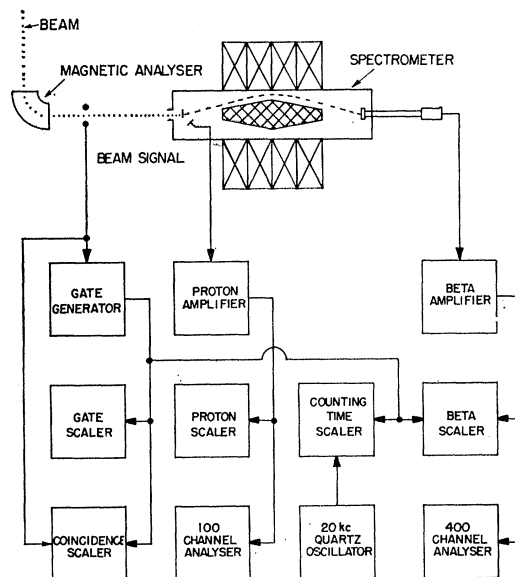 BEAM
MAGNETIC ANALYSER
SPECTROMETER
BEAM SIGNAL
GATE
GENERATOR
PROTON
AMPLIFIER
BETA
AMPLIFIER
GATE
SCALER
PROTON
SCALER
COUNTING
TIME
SCALER
BETA
SCALER
COINCIDENCE
SCALER
100
CHANNEL
ANALYSER
20 kc
QUARTZ
OSCILLATOR
400
CHANNEL
ANALYSER